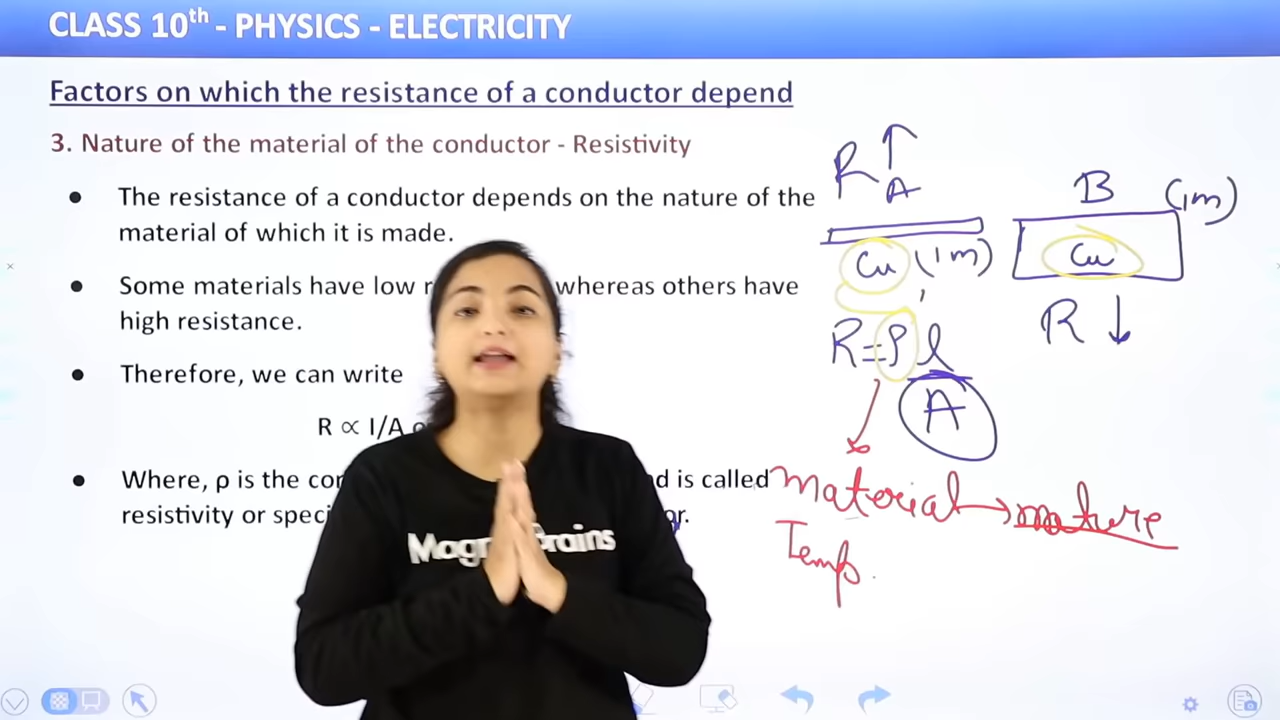 CLASS 10th - PHYSICS - ELECTRICITY
Factors on which the resistance of a conductor depend
3. Nature of the material of the conductor - Resistivity
The resistance of a conductor depends on the nature of the
material of which it is made.
Some materials have low whereas others have
high resistance.
Therefore, we can write
R ∝ l/A
Where, ρ is the and is called
resistivity or
R↑
A
Cu (1m)
B (1m)
Cu
R ↓
R=ρl
A
material → nature
Temp.